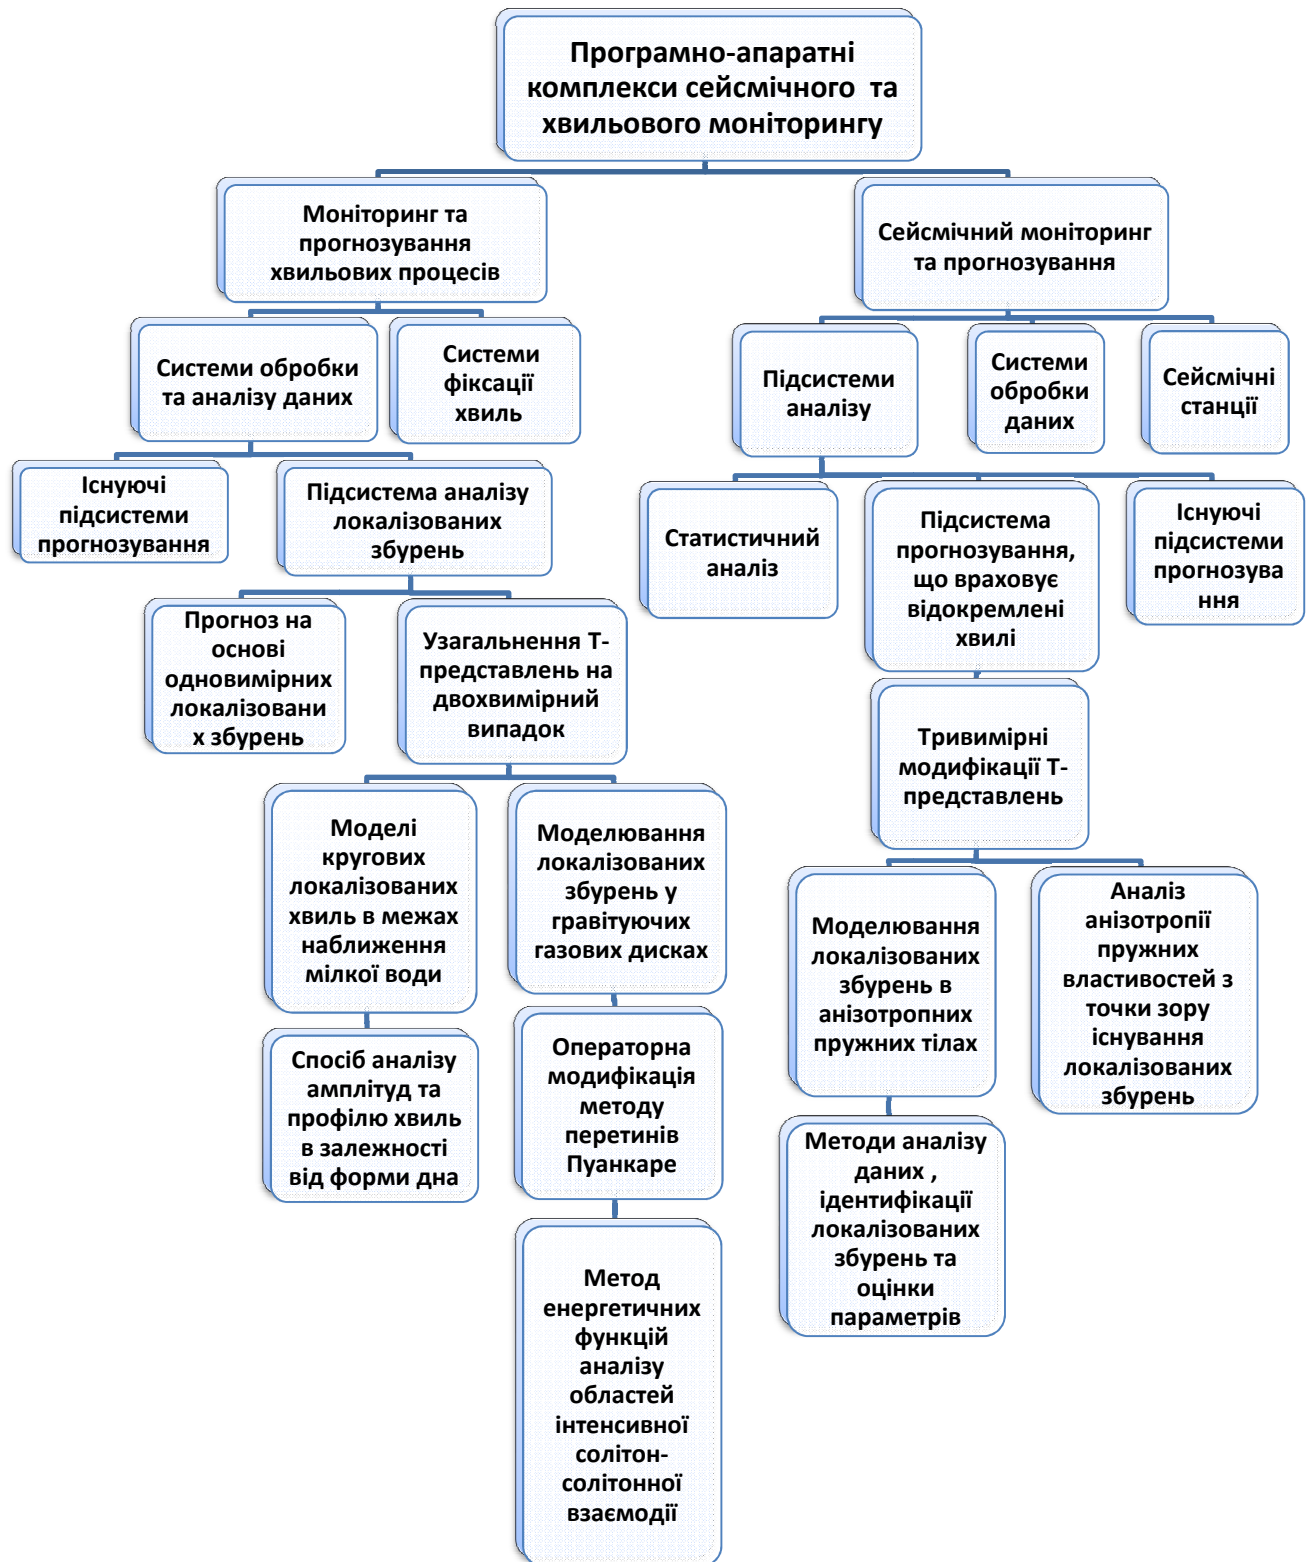 Програмно-апаратні
комплекси сейсмічного та
хвильового моніторингу
Моніторинг та
прогнозування
хвильових процесів
Сейсмічний моніторинг
та прогнозування
Системи обробки
та аналізу даних
Системи
фіксації
хвиль
Підсистеми
аналізу
Системи
обробки
даних
Сейсмічні
станції
Існуючі
підсистеми
прогнозування
Підсистема аналізу
локалізованих
збурень
Статистичний
аналіз
Підсистема
прогнозування,
що враховує
відокремлені
хвилі
Існуючі
підсистеми
прогнозува
ння
Прогноз на
основі
одновимірних
локалізовани
х збурень
Узагальнення Т-
представлень на
двохвимірний
випадок
Тривимірні
модифікації Т-
представлень
Моделі
кругових
локалізованих
хвиль в межах
наближення
мілкої води
Моделювання
локалізованих
збурень у
гравітуючих
газових дисках
Моделювання
локалізованих
збурень в
анізотропних
пружних тілах
Аналіз
анізотропії
пружних
властивостей з
точки зору
існування
локалізованих
збурень
Спосіб аналізу
амплітуд та
профілю хвиль
в залежності
від форми дна
Операторна
модифікація
методу
перетинів
Пуанкаре
Методи аналізу
даних ,
ідентифікації
локалізованих
збурень та
оцінки
параметрів
Метод
енергетичних
функцій
аналізу
областей
інтенсивної
солітон-
солітонної
взаємодії